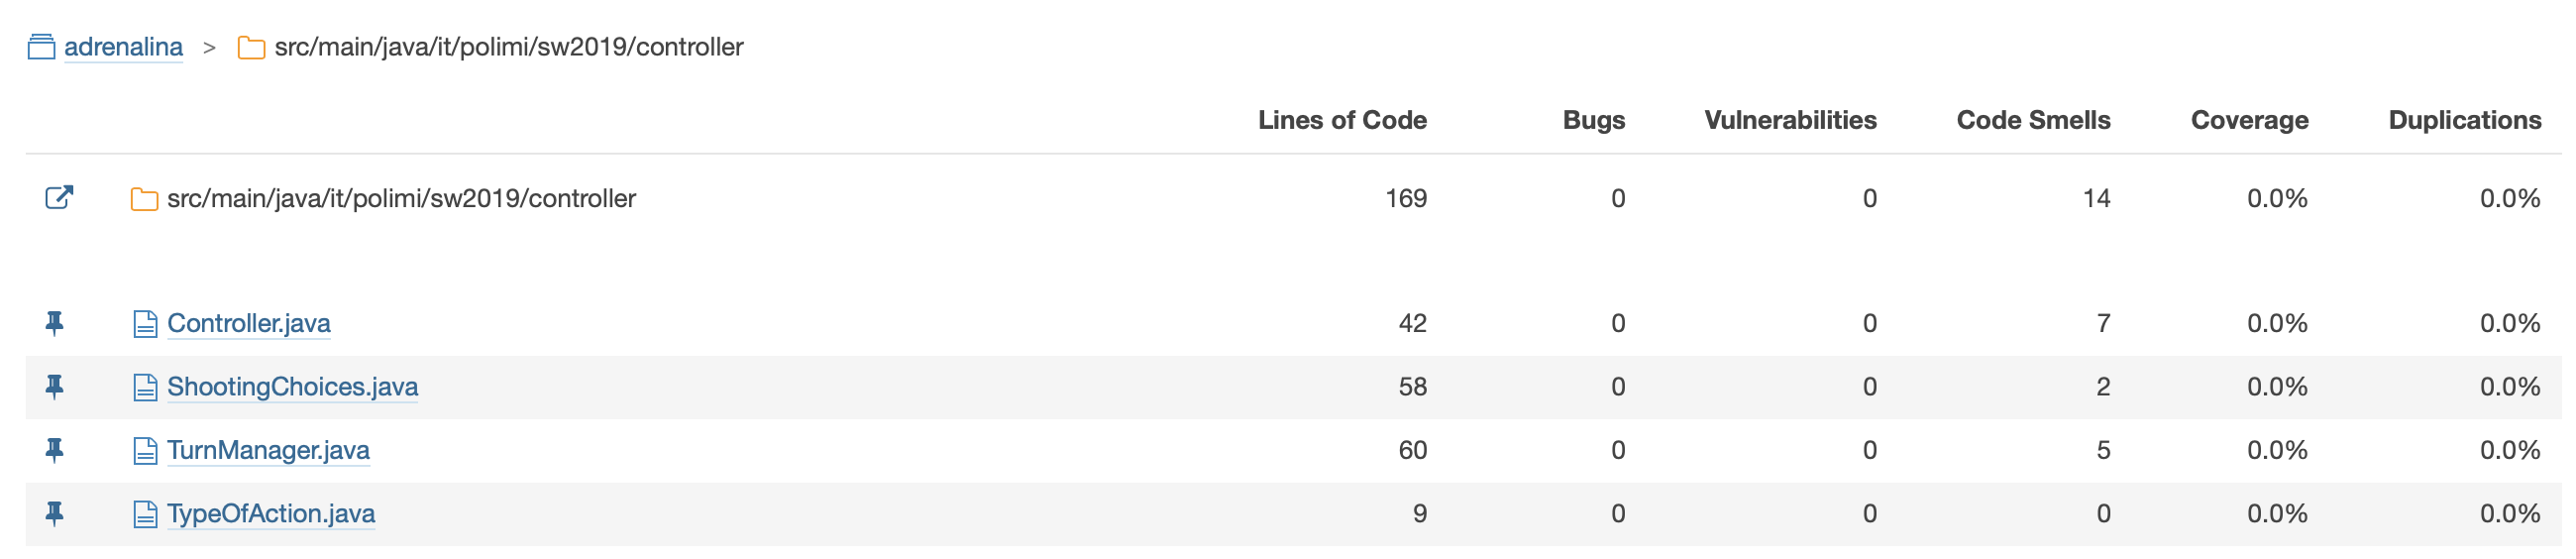 adrenalina > src/main/java/it/polimi/sw2019/controller
Lines of Code Bugs Vulnerabilities Code Smells Coverage Duplications
src/main/java/it/polimi/sw2019/controller 169 0 0 14 0.0% 0.0%
Controller.java 42 0 0 7 0.0% 0.0%
ShootingChoices.java 58 0 0 2 0.0% 0.0%
TurnManager.java 60 0 0 5 0.0% 0.0%
TypeOfAction.java 9 0 0 0 0.0% 0.0%